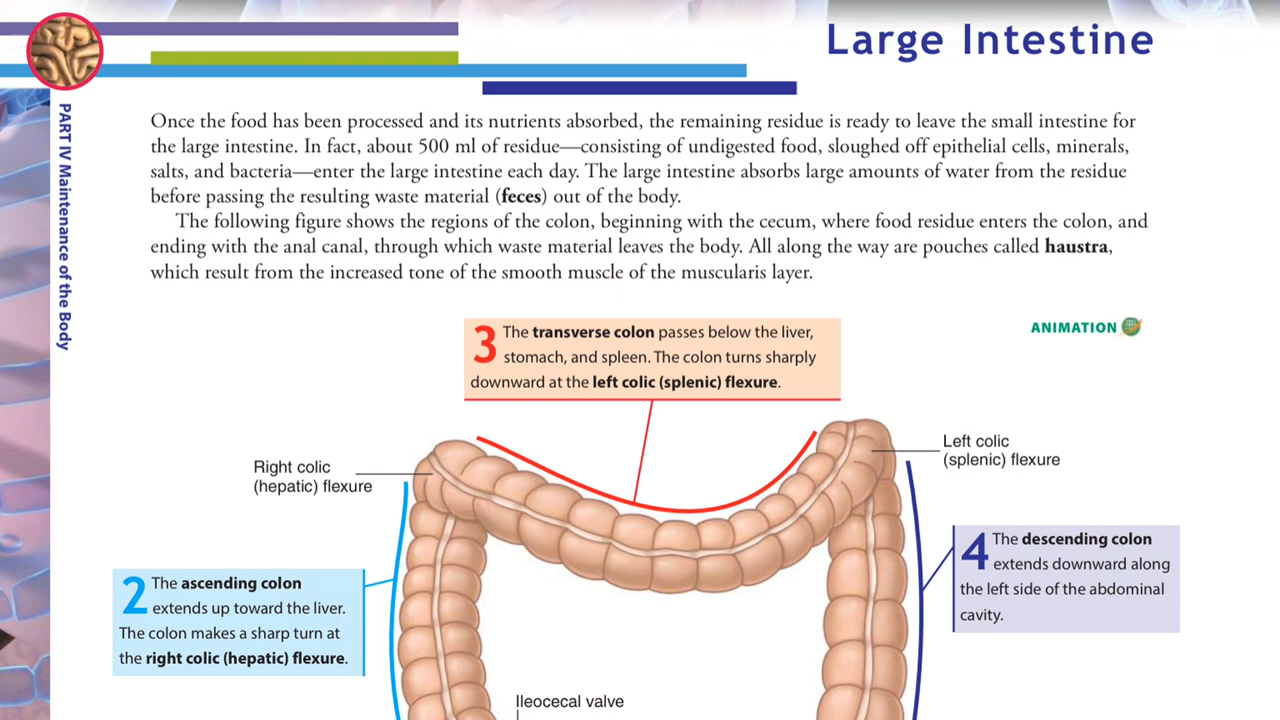 Large Intestine
PART IV Maintenance of the Body
Once the food has been processed and its nutrients absorbed, the remaining residue is ready to leave the small intestine for
the large intestine. In fact, about 500 ml of residue—consisting of undigested food, sloughed off epithelial cells, minerals,
salts, and bacteria—enter the large intestine each day. The large intestine absorbs large amounts of water from the residue
before passing the resulting waste material (feces) out of the body.
The following figure shows the regions of the colon, beginning with the cecum, where food residue enters the colon, and
ending with the anal canal, through which waste material leaves the body. All along the way are pouches called haustra,
which result from the increased tone of the smooth muscle of the muscularis layer.
ANIMATION
3 The transverse colon passes below the liver,
stomach, and spleen. The colon turns sharply
downward at the left colic (splenic) flexure.
Right colic
(hepatic) flexure
Left colic
(splenic) flexure
2 The ascending colon
extends up toward the liver.
The colon makes a sharp turn at
the right colic (hepatic) flexure.
4 The descending colon
extends downward along
the left side of the abdominal
cavity.
Ileocecal valve